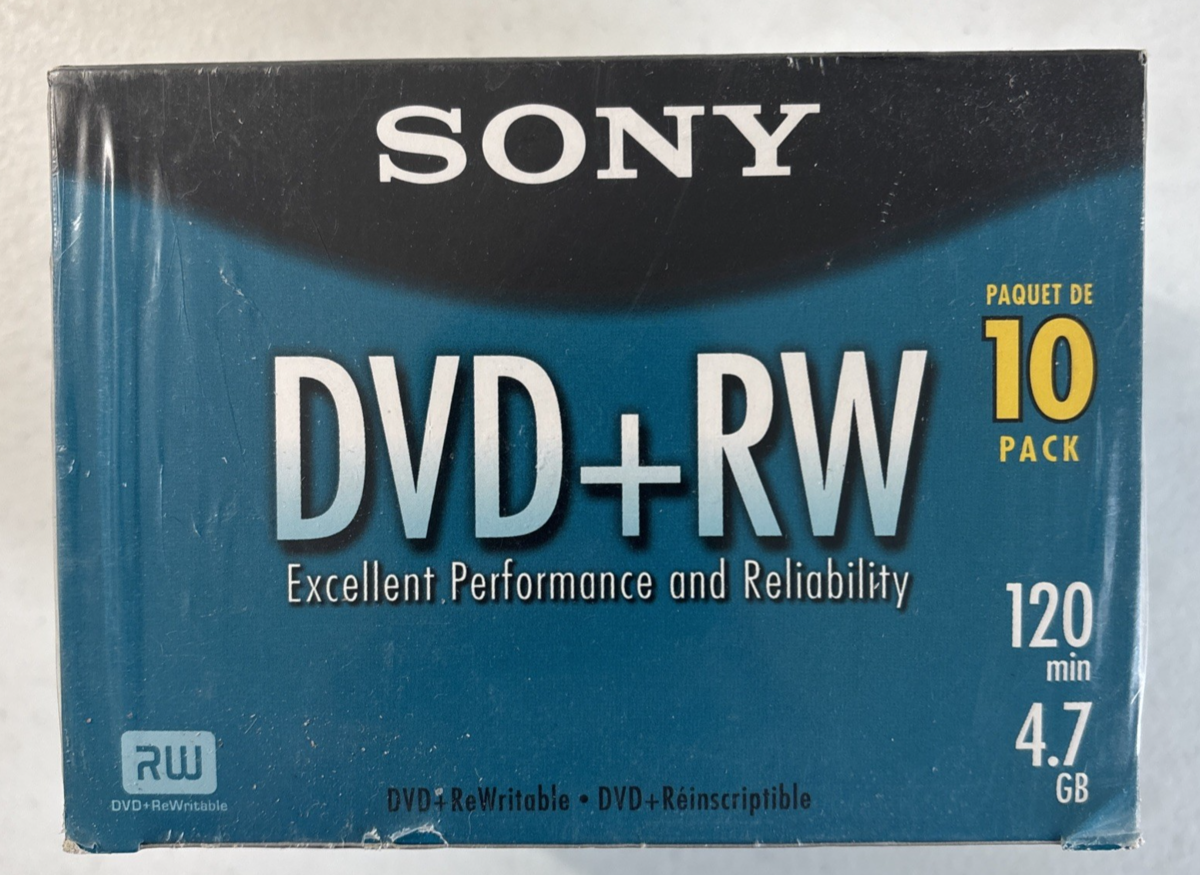 SONY
PAQUET DE
10
PACK
DVD+RW
Excellent Performance and Reliability
120
min
4.7
GB
RW
DVD+ReWritable
DVD+ReWritable • DVD+Réinscriptible